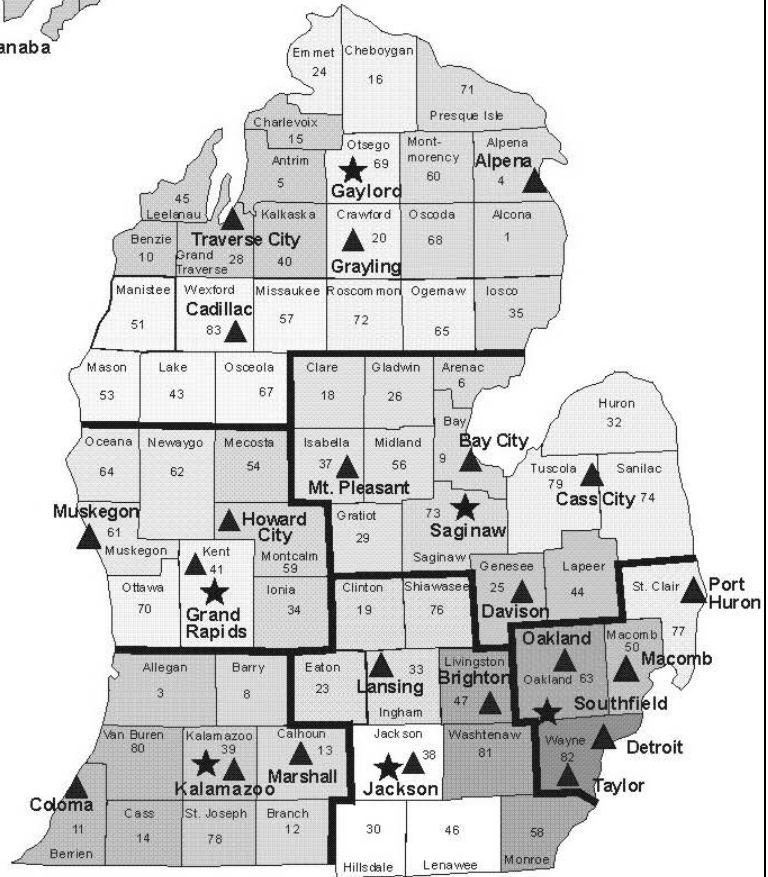 anaba
Emmet
24
Cheboygan
16
71
Presque Isle
Charlevoix
15
Antrim
5
Otsego
69
Gaylord
Mont-
morency
60
Alpena
Alpena
4
45
Leelanau
Kalkaska
40
Traverse City
Benzie
10
Grand
Traverse
28
Crawford
20
Grayling
Oscoda
68
Alcona
1
Manistee
51
Wexford
Cadillac
83
Missaukee
57
Roscommon
72
Ogemaw
65
Iosco
35
Mason
53
Lake
43
Osceola
67
Clare
18
Gladwin
26
Arenac
6
Huron
32
Oceana
64
Newaygo
62
Mecosta
54
Isabella
37
Mt. Pleasant
Midland
56
Bay
9
Bay City
Tuscola
79
Cass City
Sanilac
74
Muskegon
61
Muskegon
Howard
City
Montcalm
59
Gratiot
29
73
Saginaw
Saginaw
Kent
41
Grand
Rapids
Ottawa
70
Ionia
34
Clinton
19
Shiawassee
76
Genesee
25
Davison
Lapeer
44
St. Clair
77
Port
Huron
Allegan
3
Barry
8
Eaton
23
Lansing
33
Ingham
Livingston
Brighton
47
Oakland
Oakland 63
Southfield
Macomb
50
Macomb
Van Buren
80
Kalamazoo
39
Kalamazoo
Calhoun
13
Marshall
Jackson
38
Jackson
Washtenaw
81
Wayne
82
Detroit
Taylor
Coloma
11
Berrien
Cass
14
St. Joseph
78
Branch
12
30
Hillsdale
46
Lenawee
58
Monroe